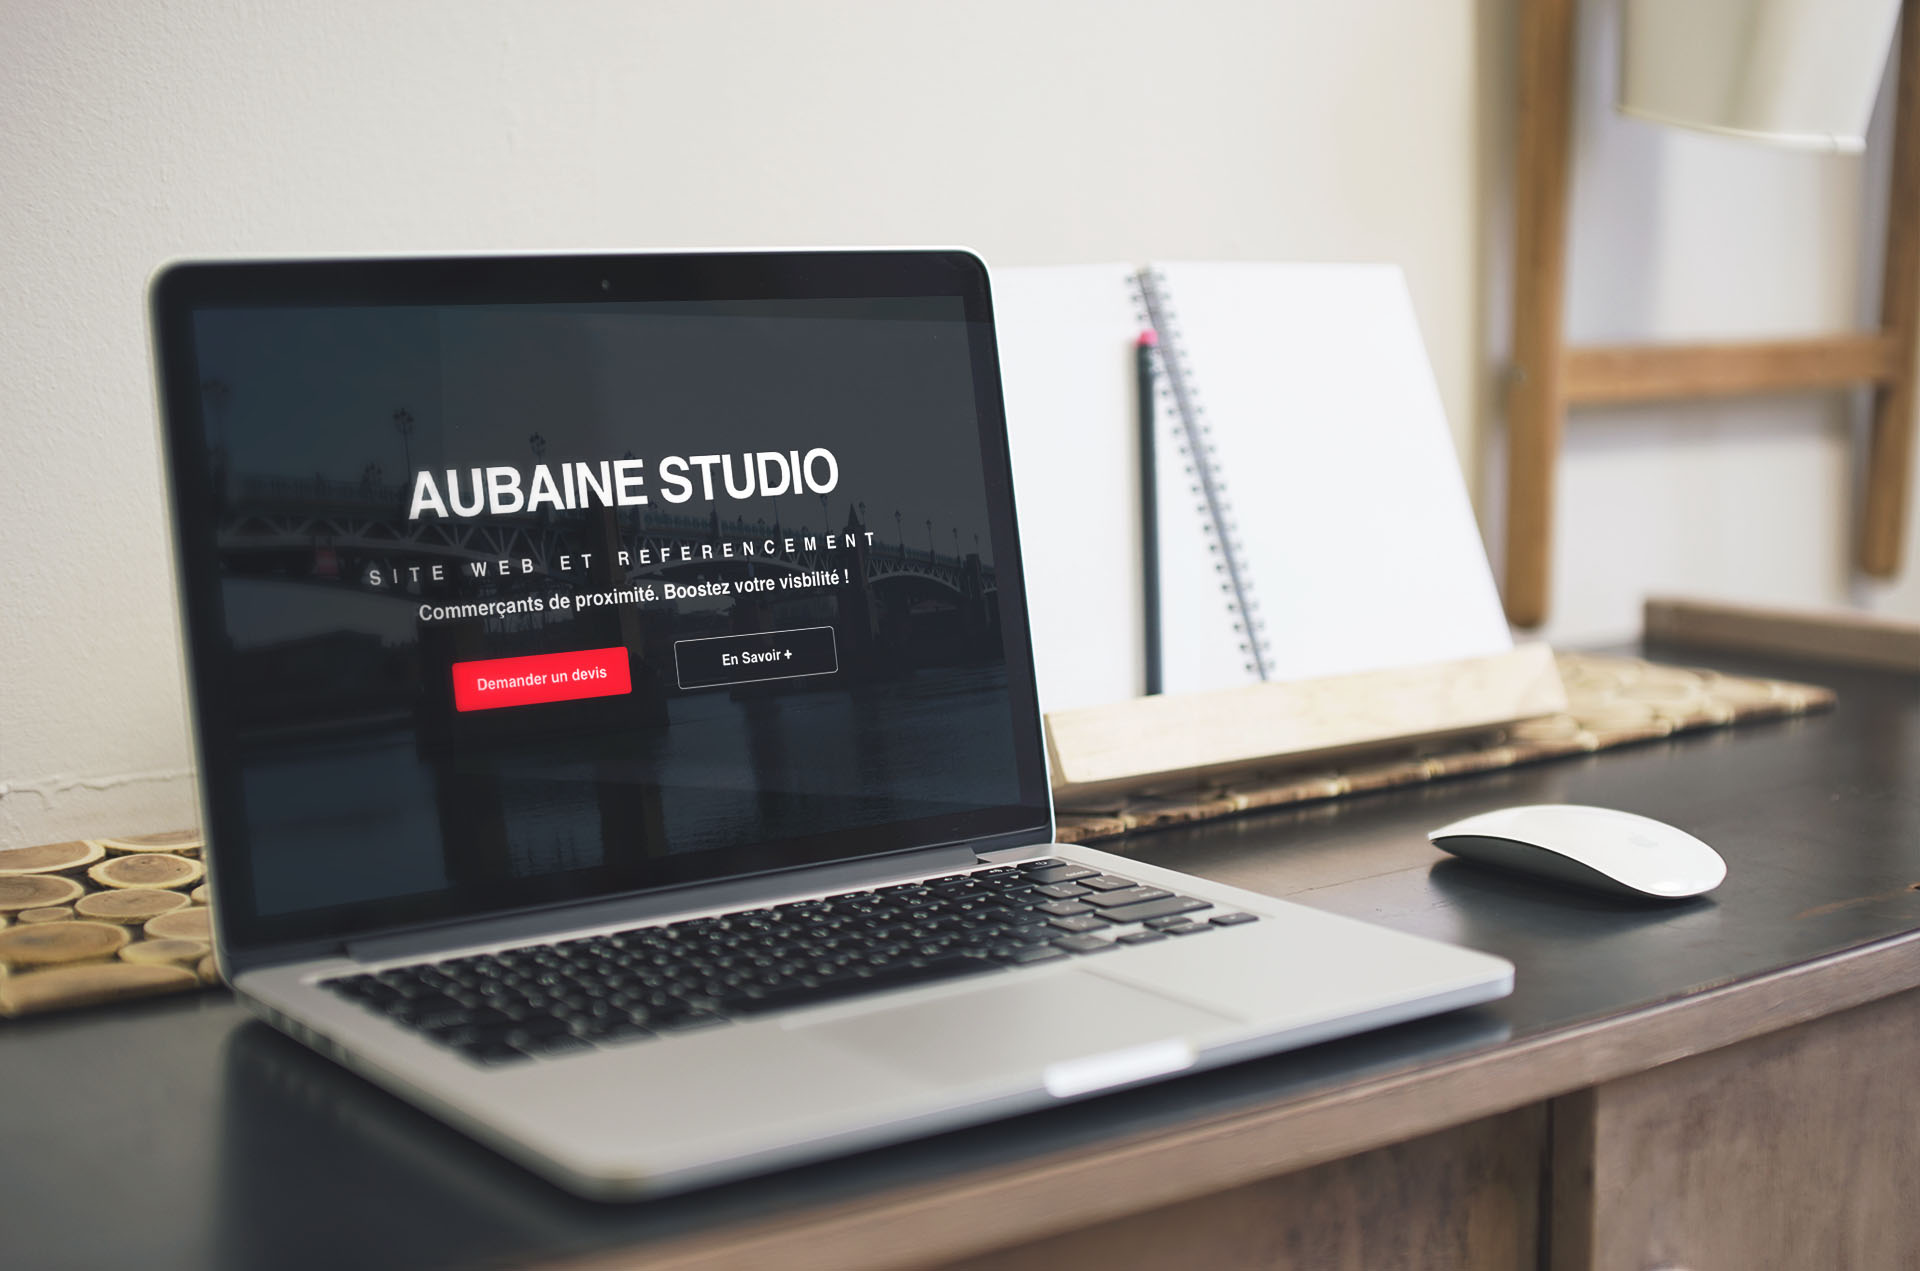 AUBAINE STUDIO
SITE WEB ET REFERENCEMENT
Commerçants de proximité. Boostez votre visbilité !
Demander un devis
En Savoir +